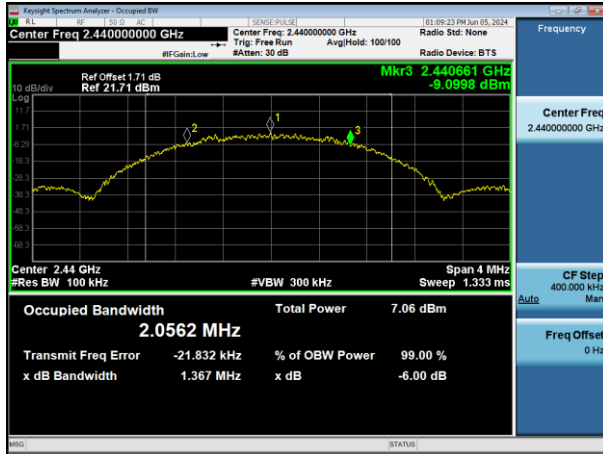 Keysight Spectrum Analyzer - Occupied BW
RL RF 50 Ω AC SENSE:PULSE 01:09:23 PM Jun 05, 2024
Center Freq 2.440000000 GHz Center Freq: 2.440000000 GHz Radio Std: None
Trig: Free Run Avg|Hold: 100/100
#IFGain:Low #Atten: 30 dB Radio Device: BTS
Ref Offset 1.71 dB Mkr3 2.440661 GHz
10 dB/div Ref 21.71 dBm -9.0998 dBm
Log
11.7
1.71
-8.29
-18.3
-28.3
-38.3
-48.3
-58.3
-68.3
2
1
3
Center 2.44 GHz Span 4 MHz
#Res BW 100 kHz #VBW 300 kHz Sweep 1.333 ms
Occupied Bandwidth Total Power 7.06 dBm
2.0562 MHz
Transmit Freq Error -21.832 kHz % of OBW Power 99.00 %
x dB Bandwidth 1.367 MHz x dB -6.00 dB
MSG STATUS
Frequency
Center Freq
2.440000000 GHz
CF Step
400.000 kHz
Auto Man
Freq Offset
0 Hz